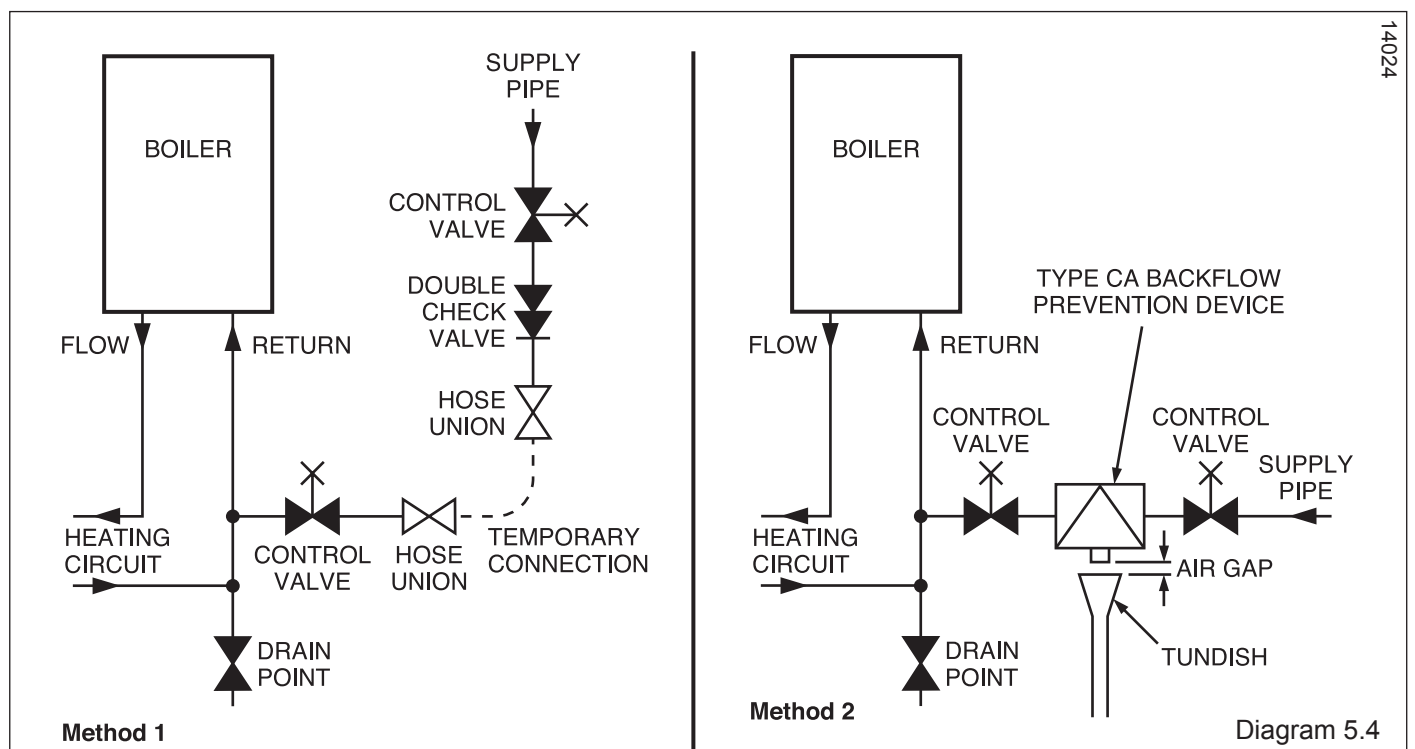 SUPPLY
PIPE
BOILER
CONTROL
VALVE
DOUBLE
CHECK
VALVE
FLOW
RETURN
HOSE
UNION
HEATING
CIRCUIT
CONTROL
VALVE
HOSE
UNION
TEMPORARY
CONNECTION
DRAIN
POINT
Method 1
14024
BOILER
TYPE CA BACKFLOW
PREVENTION DEVICE
FLOW
RETURN
CONTROL
VALVE
CONTROL
VALVE
SUPPLY
PIPE
HEATING
CIRCUIT
AIR GAP
TUNDISH
DRAIN
POINT
Method 2
Diagram 5.4